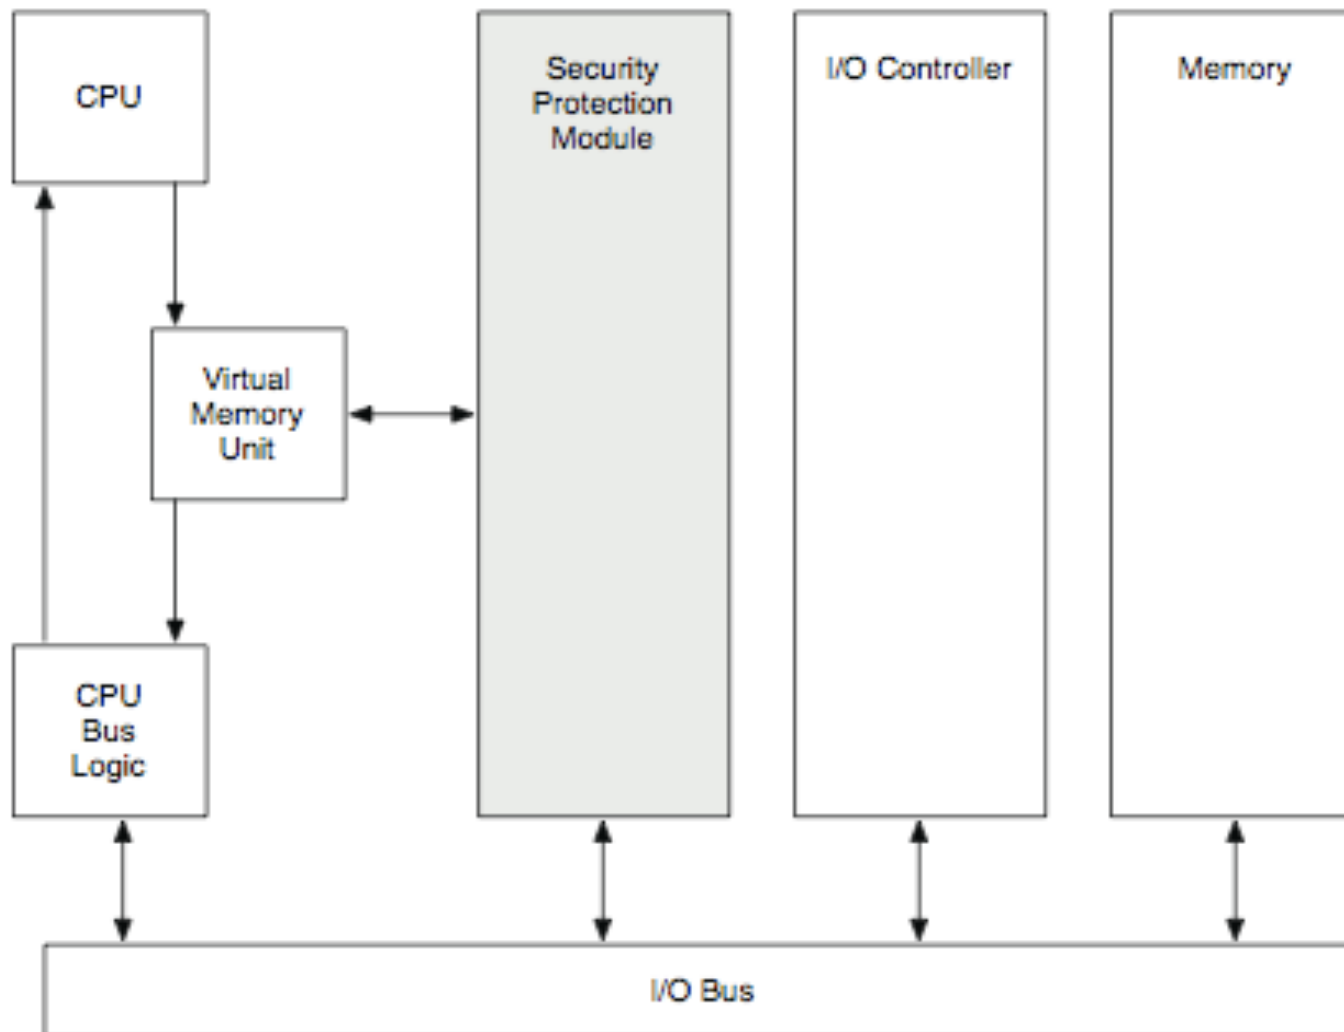 CPU
Security
Protection
Module
I/O Controller
Memory
Virtual
Memory
Unit
CPU
Bus
Logic
I/O Bus